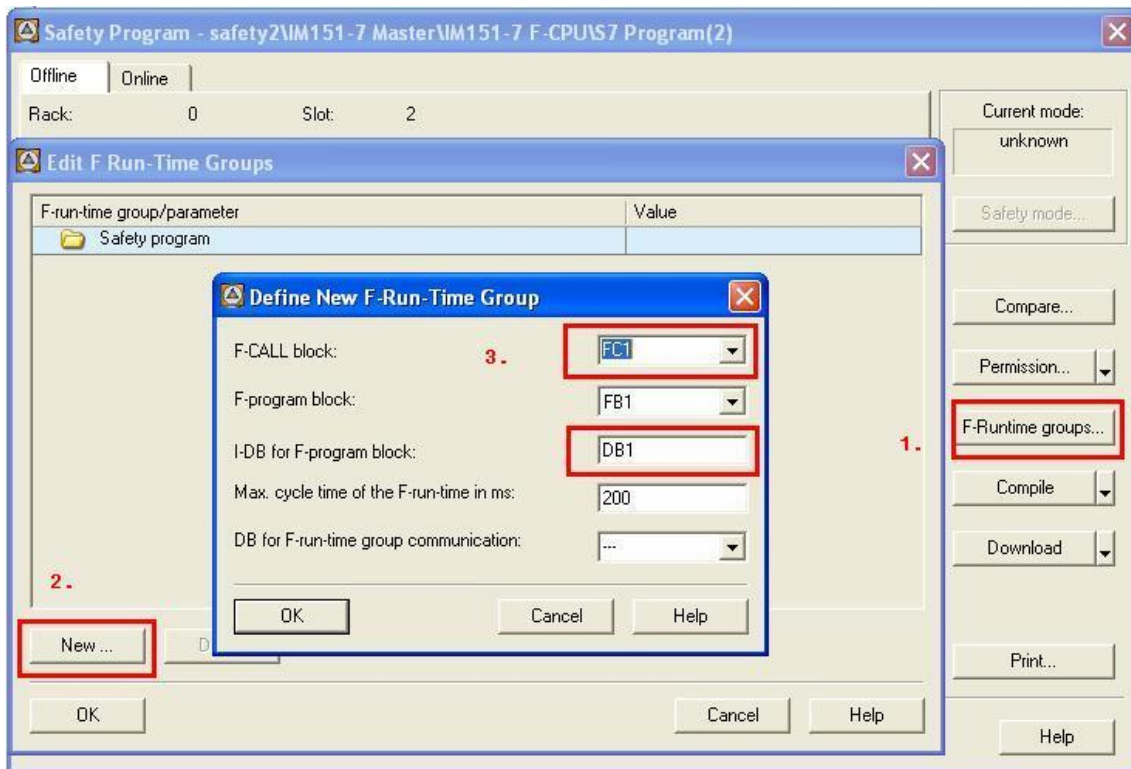 Safety Program - safety2\IM151-7 Master\IM151-7 F-CPU\S7 Program(2)
Offline Online
Rack: 0 Slot: 2
Current mode:
unknown
Safety mode...
Edit F Run-Time Groups
F-run-time group/parameter Value
Safety program
Define New F-Run-Time Group
F-CALL block: 3. FC1
F-program block: FB1
I-DB for F-program block: DB1
Max. cycle time of the F-run-time in ms: 200
DB for F-run-time group communication: ---
OK Cancel Help
Compare...
Permission...
1. F-Runtime groups...
Compile
Download
2.
New ... D
Print...
OK Cancel Help
Help